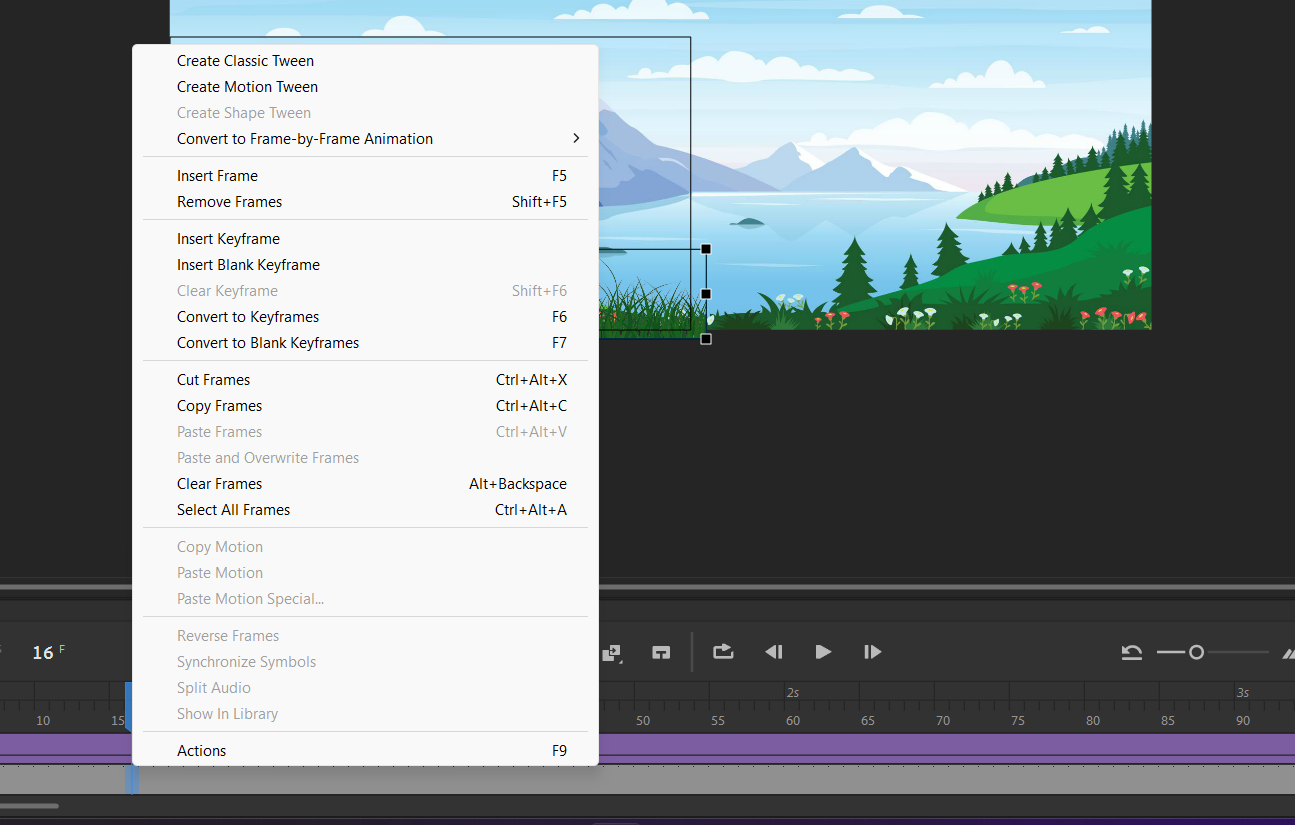 Create Classic Tween
Create Motion Tween
Create Shape Tween
Convert to Frame-by-Frame Animation
Insert Frame F5
Remove Frames Shift+F5
Insert Keyframe
Insert Blank Keyframe
Clear Keyframe Shift+F6
Convert to Keyframes F6
Convert to Blank Keyframes F7
Cut Frames Ctrl+Alt+X
Copy Frames Ctrl+Alt+C
Paste Frames Ctrl+Alt+V
Paste and Overwrite Frames
Clear Frames Alt+Backspace
Select All Frames Ctrl+Alt+A
Copy Motion
Paste Motion
Paste Motion Special...
Reverse Frames
Synchronize Symbols
Split Audio
Show In Library
Actions F9
16 F
2s 3s
10 15 50 55 60 65 70 75 80 85 90